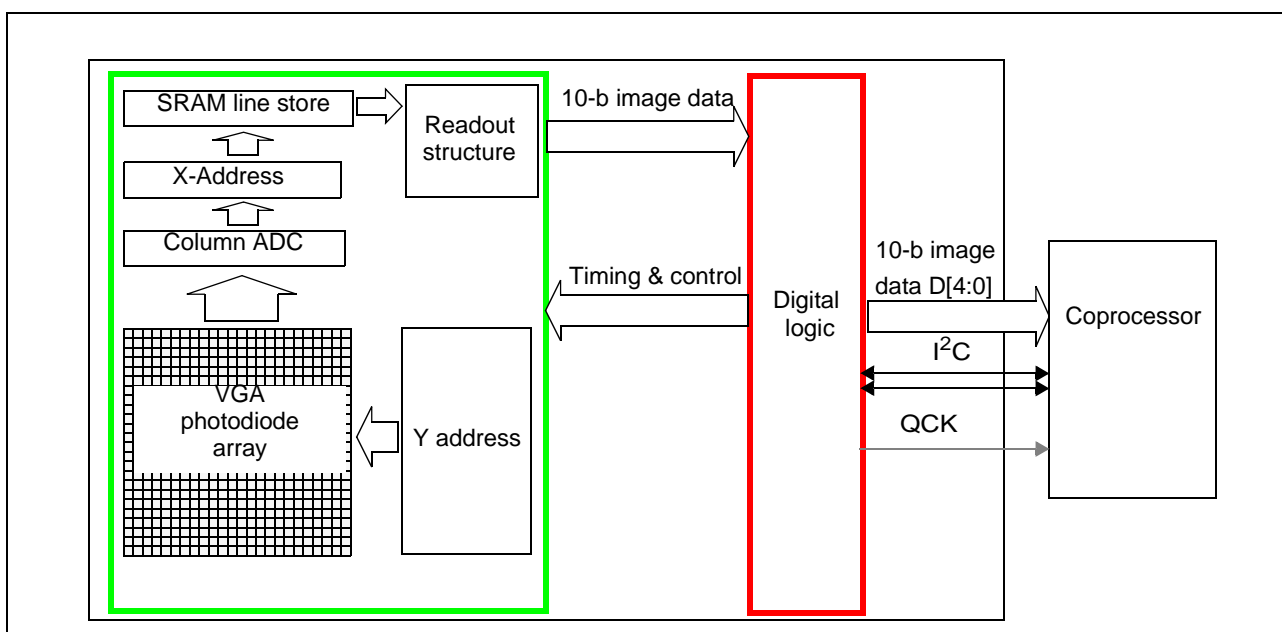 SRAM line store
Readout
structure
X-Address
Column ADC
VGA
photodiode
array
Y address
10-b image data
Timing & control
Digital
logic
10-b image
data D[4:0]
I²C
QCK
Coprocessor